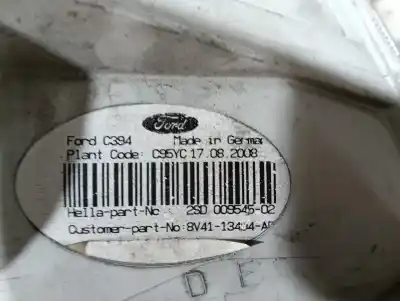 Ford
Ford C394 Made in German
Plant Code: C95YC 17.08.2008
Hella-part-No 2SD 009545-02
Customer-part-No:8V41-13404-A
D E